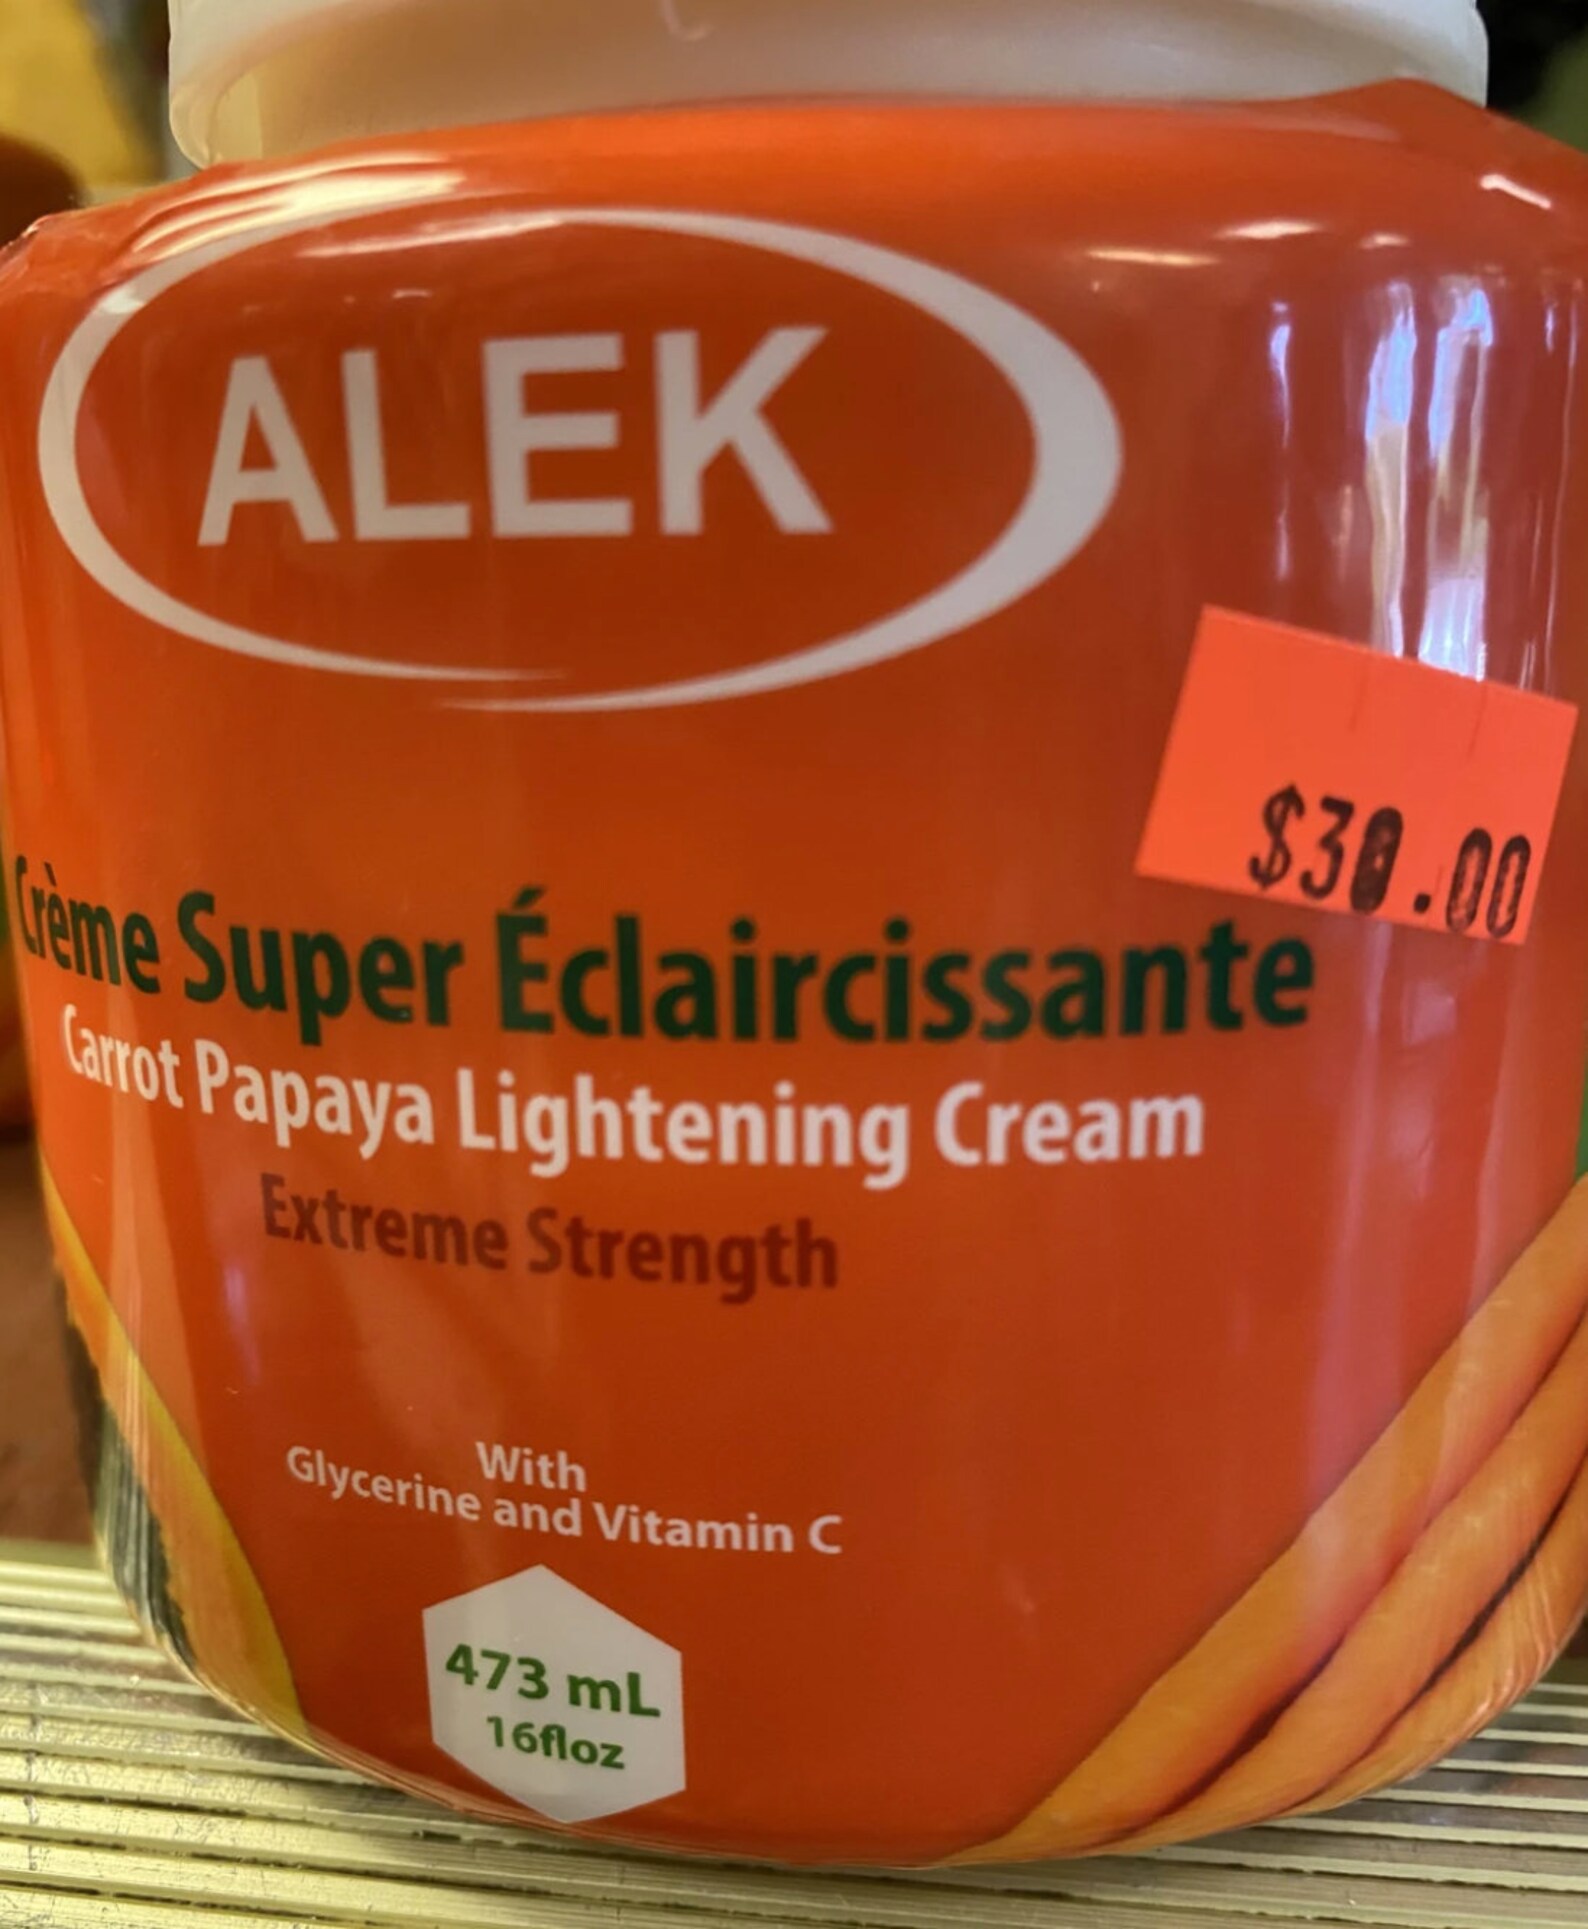 ALEK
$30.00
Crème Super Éclaircissante
Carrot Papaya Lightening Cream
Extreme Strength
With
Glycerine and Vitamin C
473 mL
16floz